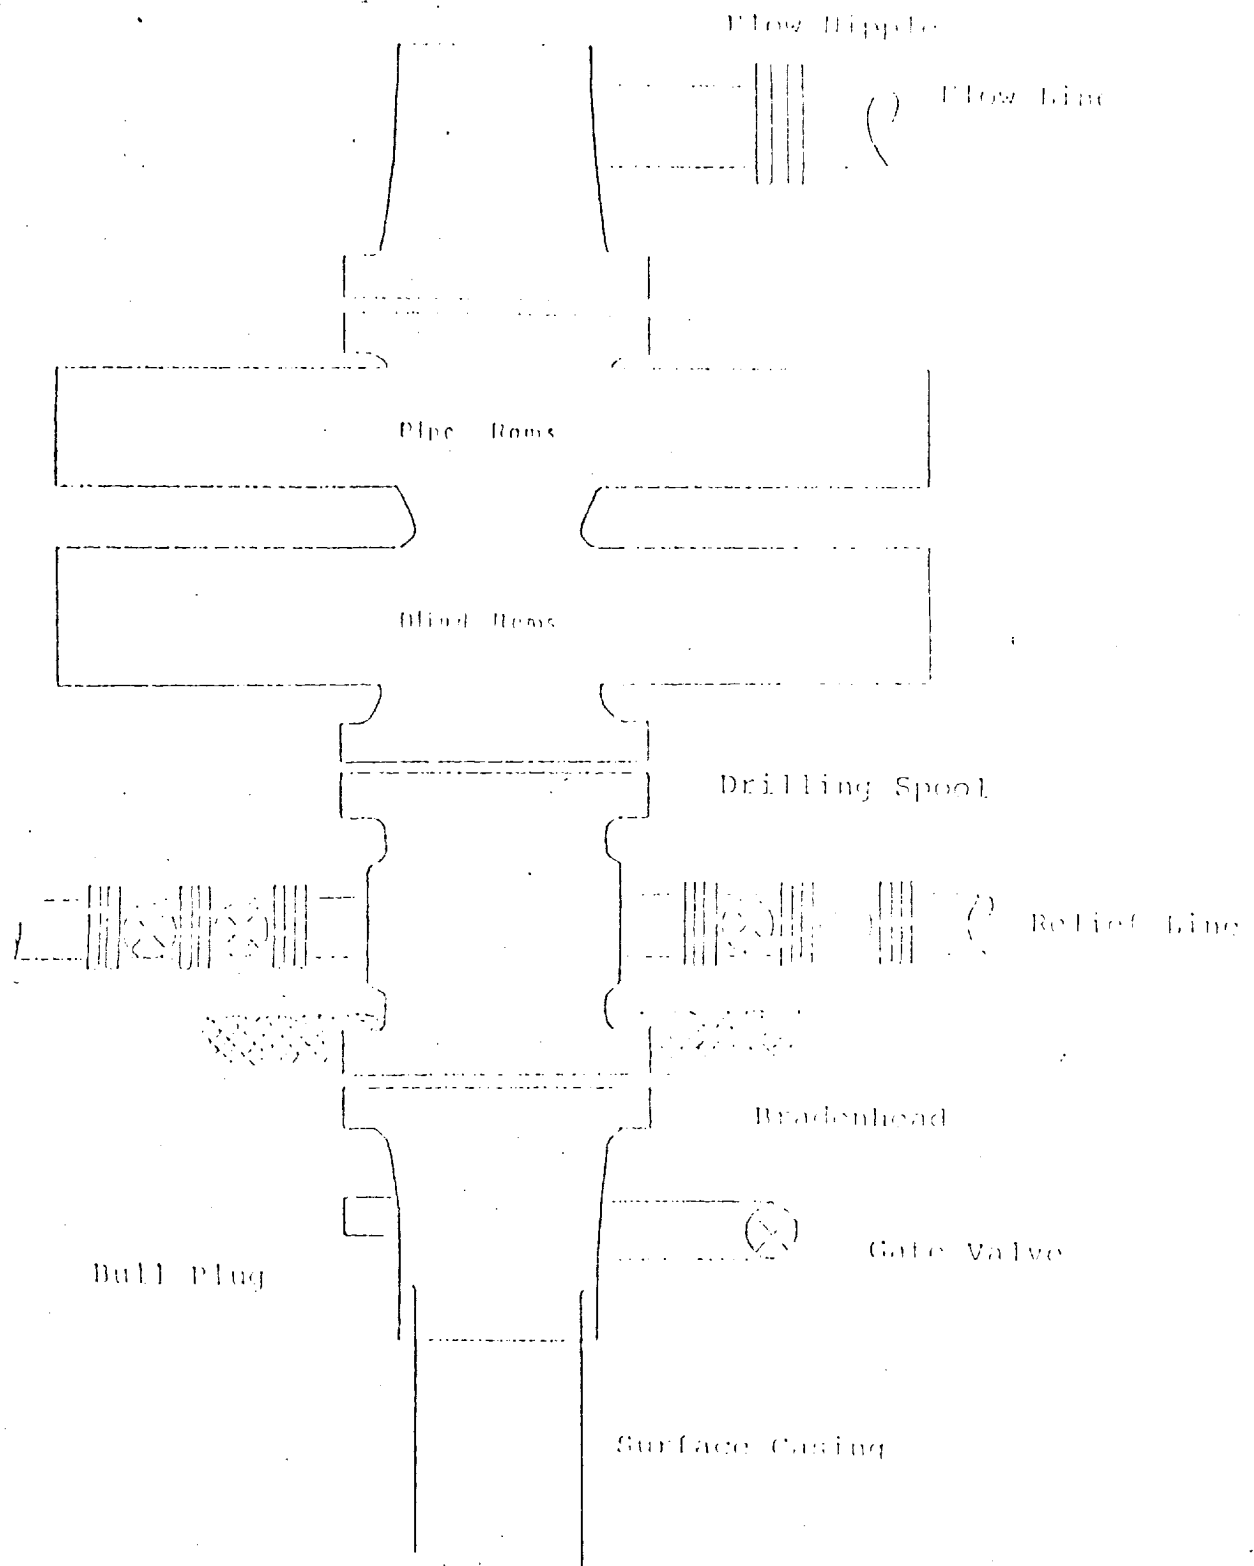 Flow Nipple
Flow Line
Pipe Rams
Blind Rams
Drilling Spool
Relief Line
Bradenhead
Gate Valve
Bull Plug
Surface Casing